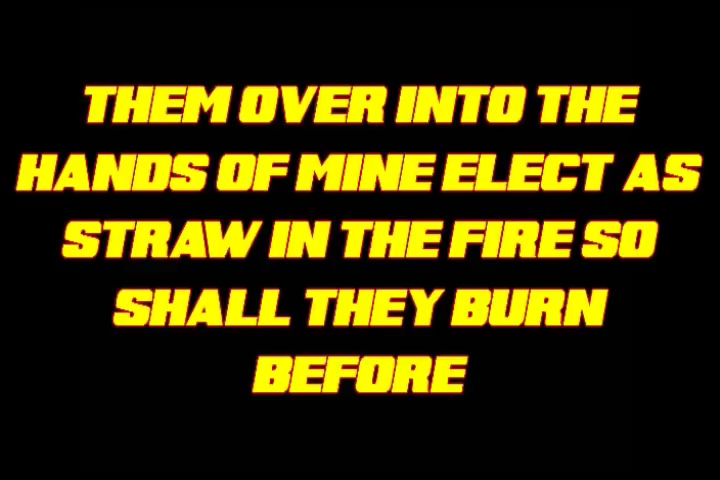 THEM OVER INTO THE
HANDS OF MINE ELECT AS
STRAW IN THE FIRE SO
SHALL THEY BURN
BEFORE